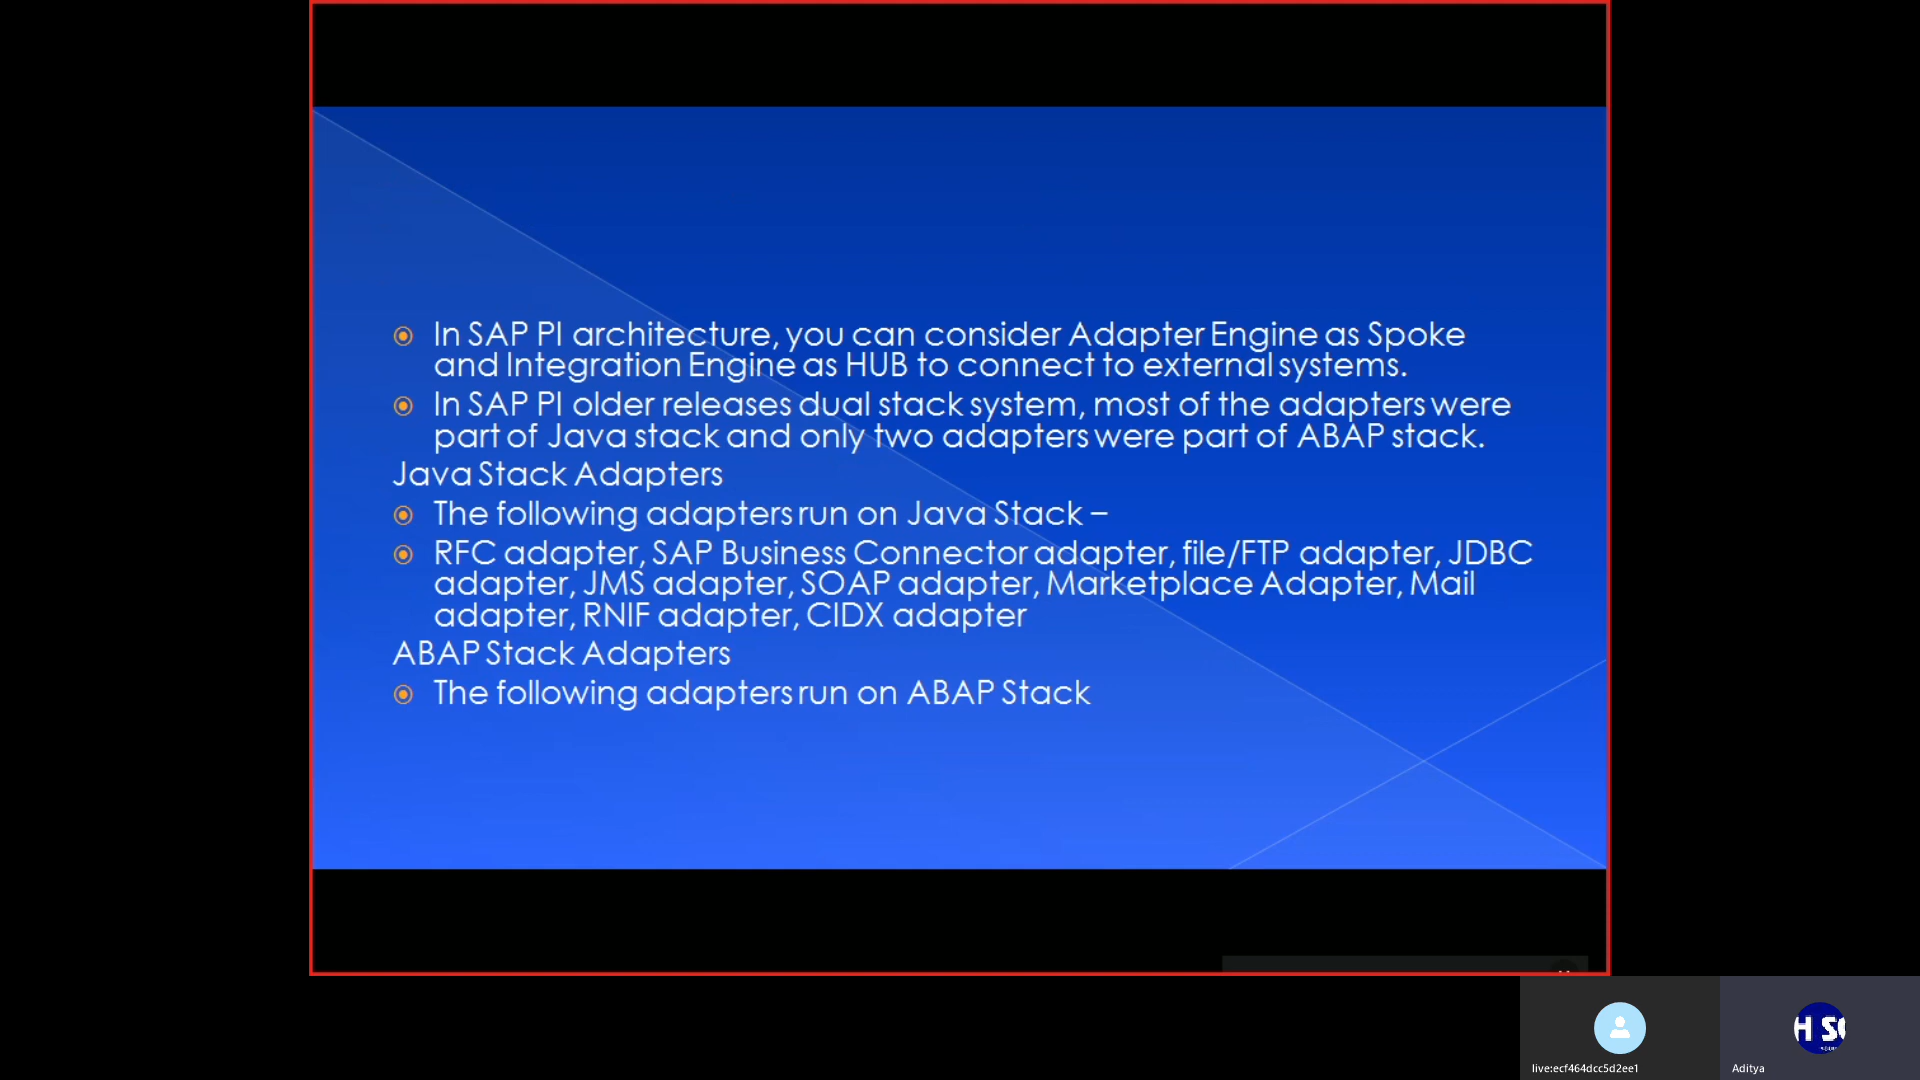 In SAP PI architecture, you can consider Adapter Engine as Spoke
and Integration Engine as HUB to connect to external systems.
In SAP PI older releases dual stack system, most of the adapters were
part of Java stack and only two adapters were part of ABAP stack.
Java Stack Adapters
The following adapters run on Java Stack –
RFC adapter, SAP Business Connector adapter, file/FTP adapter, JDBC
adapter, JMS adapter, SOAP adapter, Marketplace Adapter, Mail
adapter, RNIF adapter, CIDX adapter
ABAP Stack Adapters
The following adapters run on ABAP Stack
live:ecf464dcc5d2ee1
Aditya